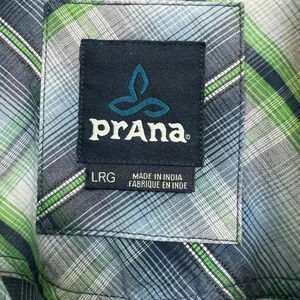 prAna®
LRG
MADE IN INDIA
FABRIQUE EN INDE